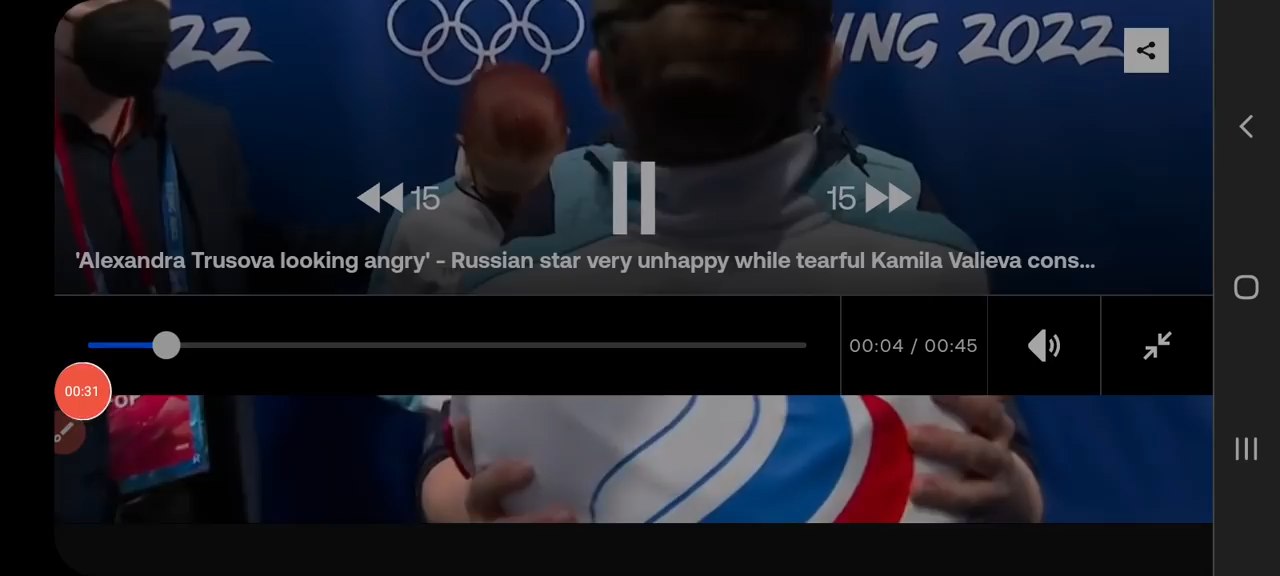 22
ING 2022
15
15
'Alexandra Trusova looking angry' - Russian star very unhappy while tearful Kamila Valieva cons...
00:04 / 00:45
00:31
OF